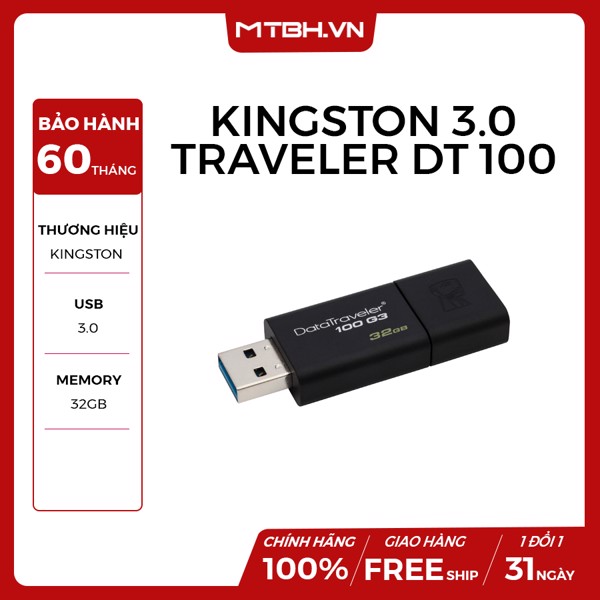 MTBH.VN
KINGSTON 3.0
TRAVELER DT 100
BẢO HÀNH
60 THÁNG
THƯƠNG HIỆU
KINGSTON
USB
3.0
MEMORY
32GB
DataTraveler®
100 G3
32GB
CHÍNH HÃNG
100%
GIAO HÀNG
FREE SHIP
1 ĐỔI 1
31 NGÀY